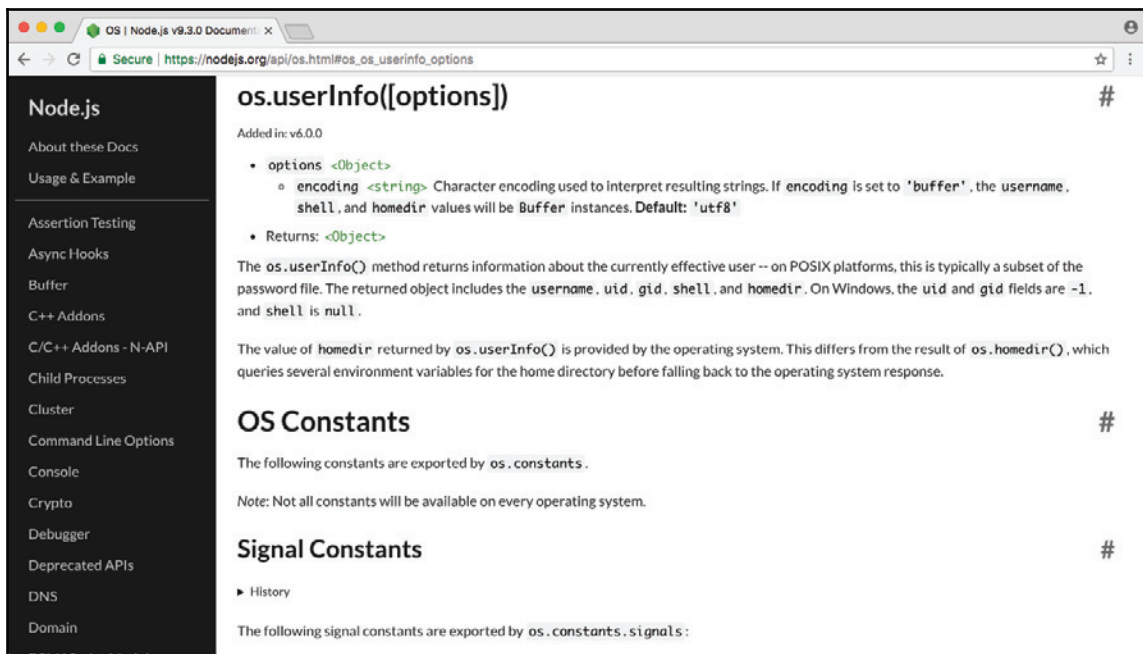 OS | Node.js v9.3.0 Document
Secure | https://nodejs.org/api/os.html#os_os_userinfo_options
Node.js
About these Docs
Usage & Example
Assertion Testing
Async Hooks
Buffer
C++ Addons
C/C++ Addons - N-API
Child Processes
Cluster
Command Line Options
Console
Crypto
Debugger
Deprecated APIs
DNS
Domain
os.userInfo([options])
#
Added in: v6.0.0
• options <Object>
◦ encoding <string> Character encoding used to interpret resulting strings. If encoding is set to 'buffer', the username,
shell, and homedir values will be Buffer instances. Default: 'utf8'
• Returns: <Object>
The os.userInfo() method returns information about the currently effective user -- on POSIX platforms, this is typically a subset of the
password file. The returned object includes the username, uid, gid, shell, and homedir. On Windows, the uid and gid fields are -1,
and shell is null.
The value of homedir returned by os.userInfo() is provided by the operating system. This differs from the result of os.homedir(), which
queries several environment variables for the home directory before falling back to the operating system response.
OS Constants
#
The following constants are exported by os.constants.
Note: Not all constants will be available on every operating system.
Signal Constants
#
▸ History
The following signal constants are exported by os.constants.signals: